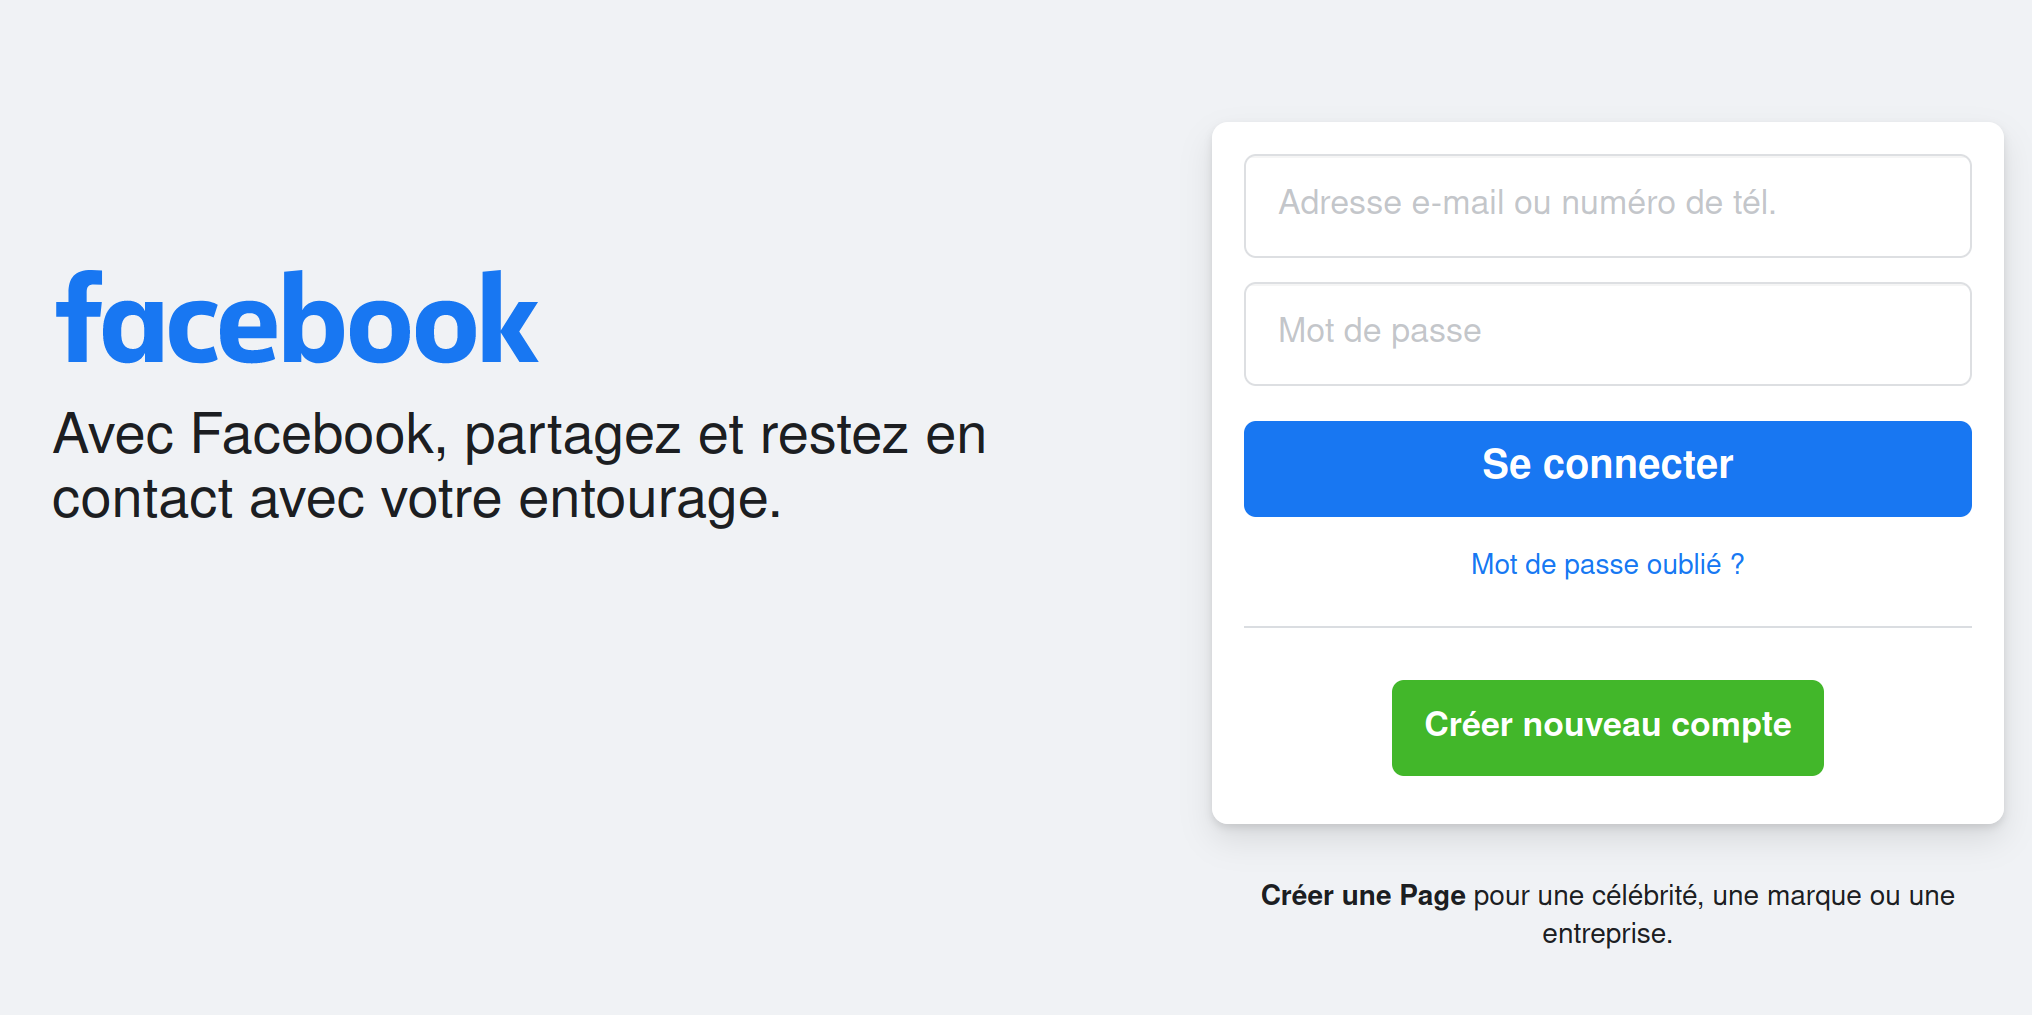 facebook
Avec Facebook, partagez et restez en
contact avec votre entourage.
Adresse e-mail ou numéro de tél.
Mot de passe
Se connecter
Mot de passe oublié ?
Créer nouveau compte
Créer une Page pour une célébrité, une marque ou une
entreprise.